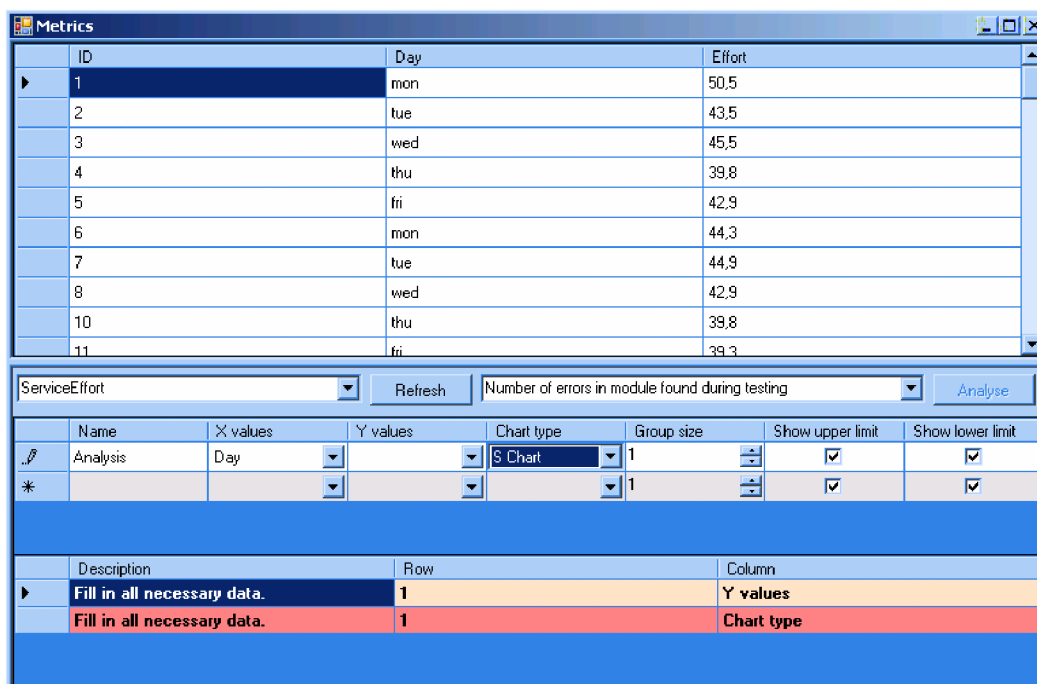 Metrics
ID Day Effort
1 mon 50,5
2 tue 43,5
3 wed 45,5
4 thu 39,8
5 fri 42,9
6 mon 44,3
7 tue 44,9
8 wed 42,9
10 thu 39,8
11 fri 39,3
ServiceEffort Refresh Number of errors in module found during testing Analyse
Name X values Y values Chart type Group size Show upper limit Show lower limit
Analysis Day S Chart 1
1
Description Row Column
Fill in all necessary data. 1 Y values
Fill in all necessary data. 1 Chart type